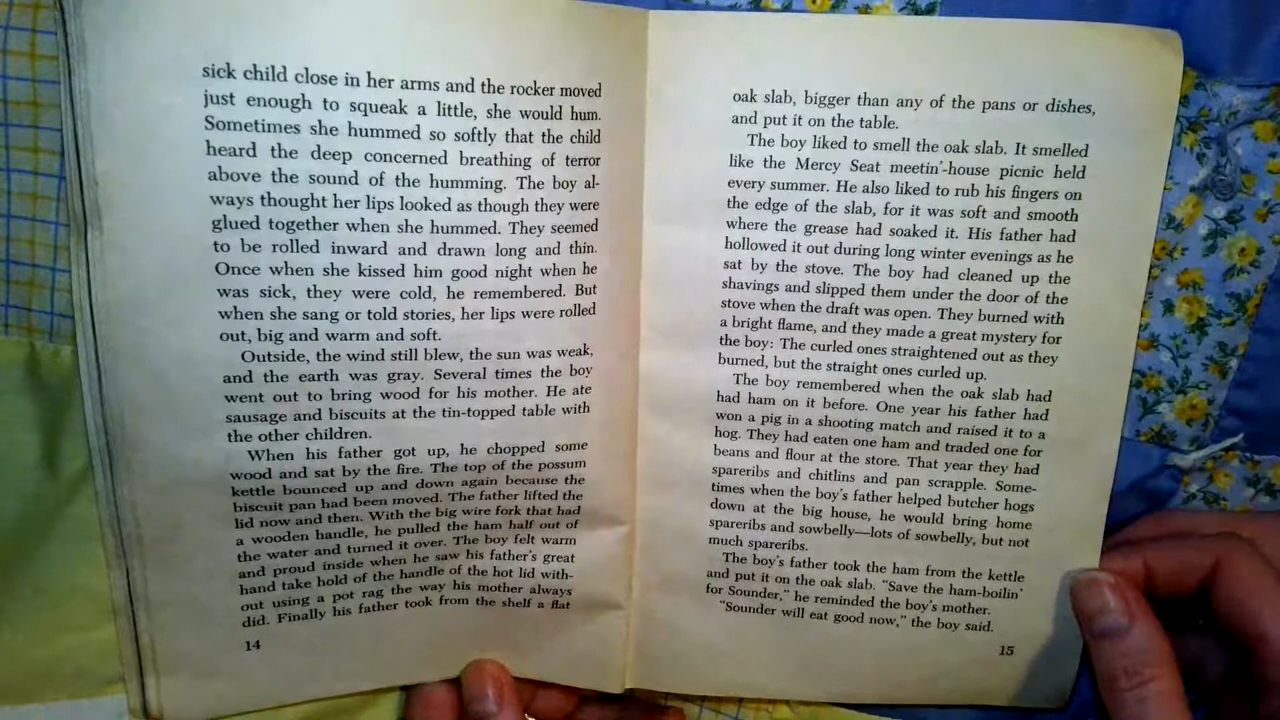 sick child close in her arms and the rocker moved
just enough to squeak a little, she would hum.
Sometimes she hummed so softly that the child
heard the deep concerned breathing of terror
above the sound of the humming. The boy al-
ways thought her lips looked as though they were
glued together when she hummed. They seemed
to be rolled inward and drawn long and thin.
Once when she kissed him good night when he
was sick, they were cold, he remembered. But
when she sang or told stories, her lips were rolled
out, big and warm and soft.
Outside, the wind still blew, the sun was weak,
and the earth was gray. Several times the boy
went out to bring wood for his mother. He ate
sausage and biscuits at the tin-topped table with
the other children.
When his father got up, he chopped some
wood and sat by the fire. The top of the possum
kettle bounced up and down again because the
biscuit pan had been moved. The father lifted the
lid now and then. With the big wire fork that had
a wooden handle, he pulled the ham half out of
the water and turned it over. The boy felt warm
and proud inside when he saw his father's great
hand take hold of the handle of the hot lid with-
out using a pot rag the way his mother always
did. Finally his father took from the shelf a flat
14
oak slab, bigger than any of the pans or dishes,
and put it on the table.
The boy liked to smell the oak slab. It smelled
like the Mercy Seat meetin'-house picnic held
every summer. He also liked to rub his fingers on
the edge of the slab, for it was soft and smooth
where the grease had soaked it. His father had
hollowed it out during long winter evenings as he
sat by the stove. The boy had cleaned up the
shavings and slipped them under the door of the
stove when the draft was open. They burned with
a bright flame, and they made a great mystery for
the boy: The curled ones straightened out as they
burned, but the straight ones curled up.
The boy remembered when the oak slab had
had ham on it before. One year his father had
won a pig in a shooting match and raised it to a
hog. They had eaten one ham and traded one for
beans and flour at the store. That year they had
spareribs and chitlins and pan scrapple. Some-
times when the boy's father helped butcher hogs
down at the big house, he would bring home
spareribs and sowbelly—lots of sowbelly, but not
much spareribs.
The boy's father took the ham from the kettle
and put it on the oak slab. "Save the ham-boilin'
for Sounder," he reminded the boy's mother.
"Sounder will eat good now," the boy said.
15